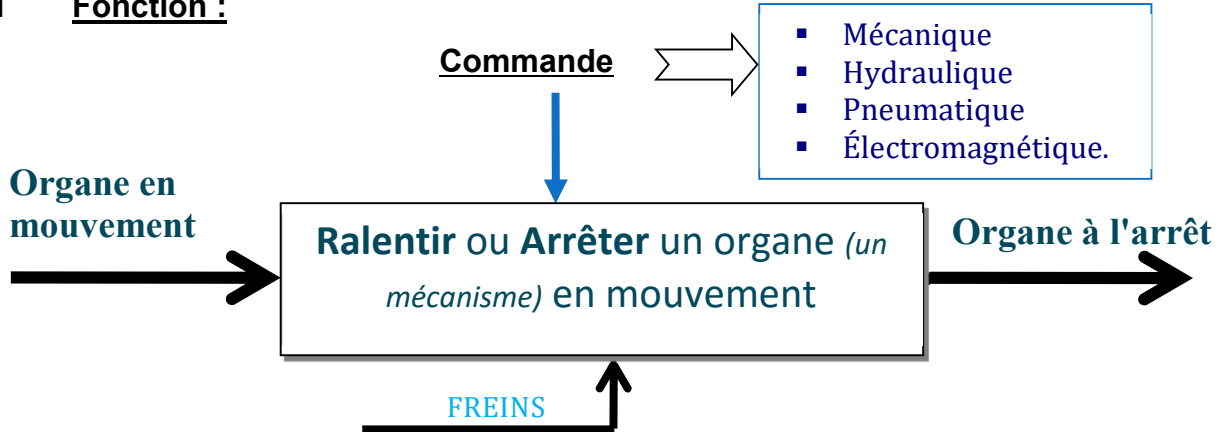 Fonction :
Commande
▪ Mécanique
▪ Hydraulique
▪ Pneumatique
▪ Électromagnétique.
Organe en
mouvement
Ralentir ou Arrêter un organe (un
mécanisme) en mouvement
Organe à l'arrêt
FREINS